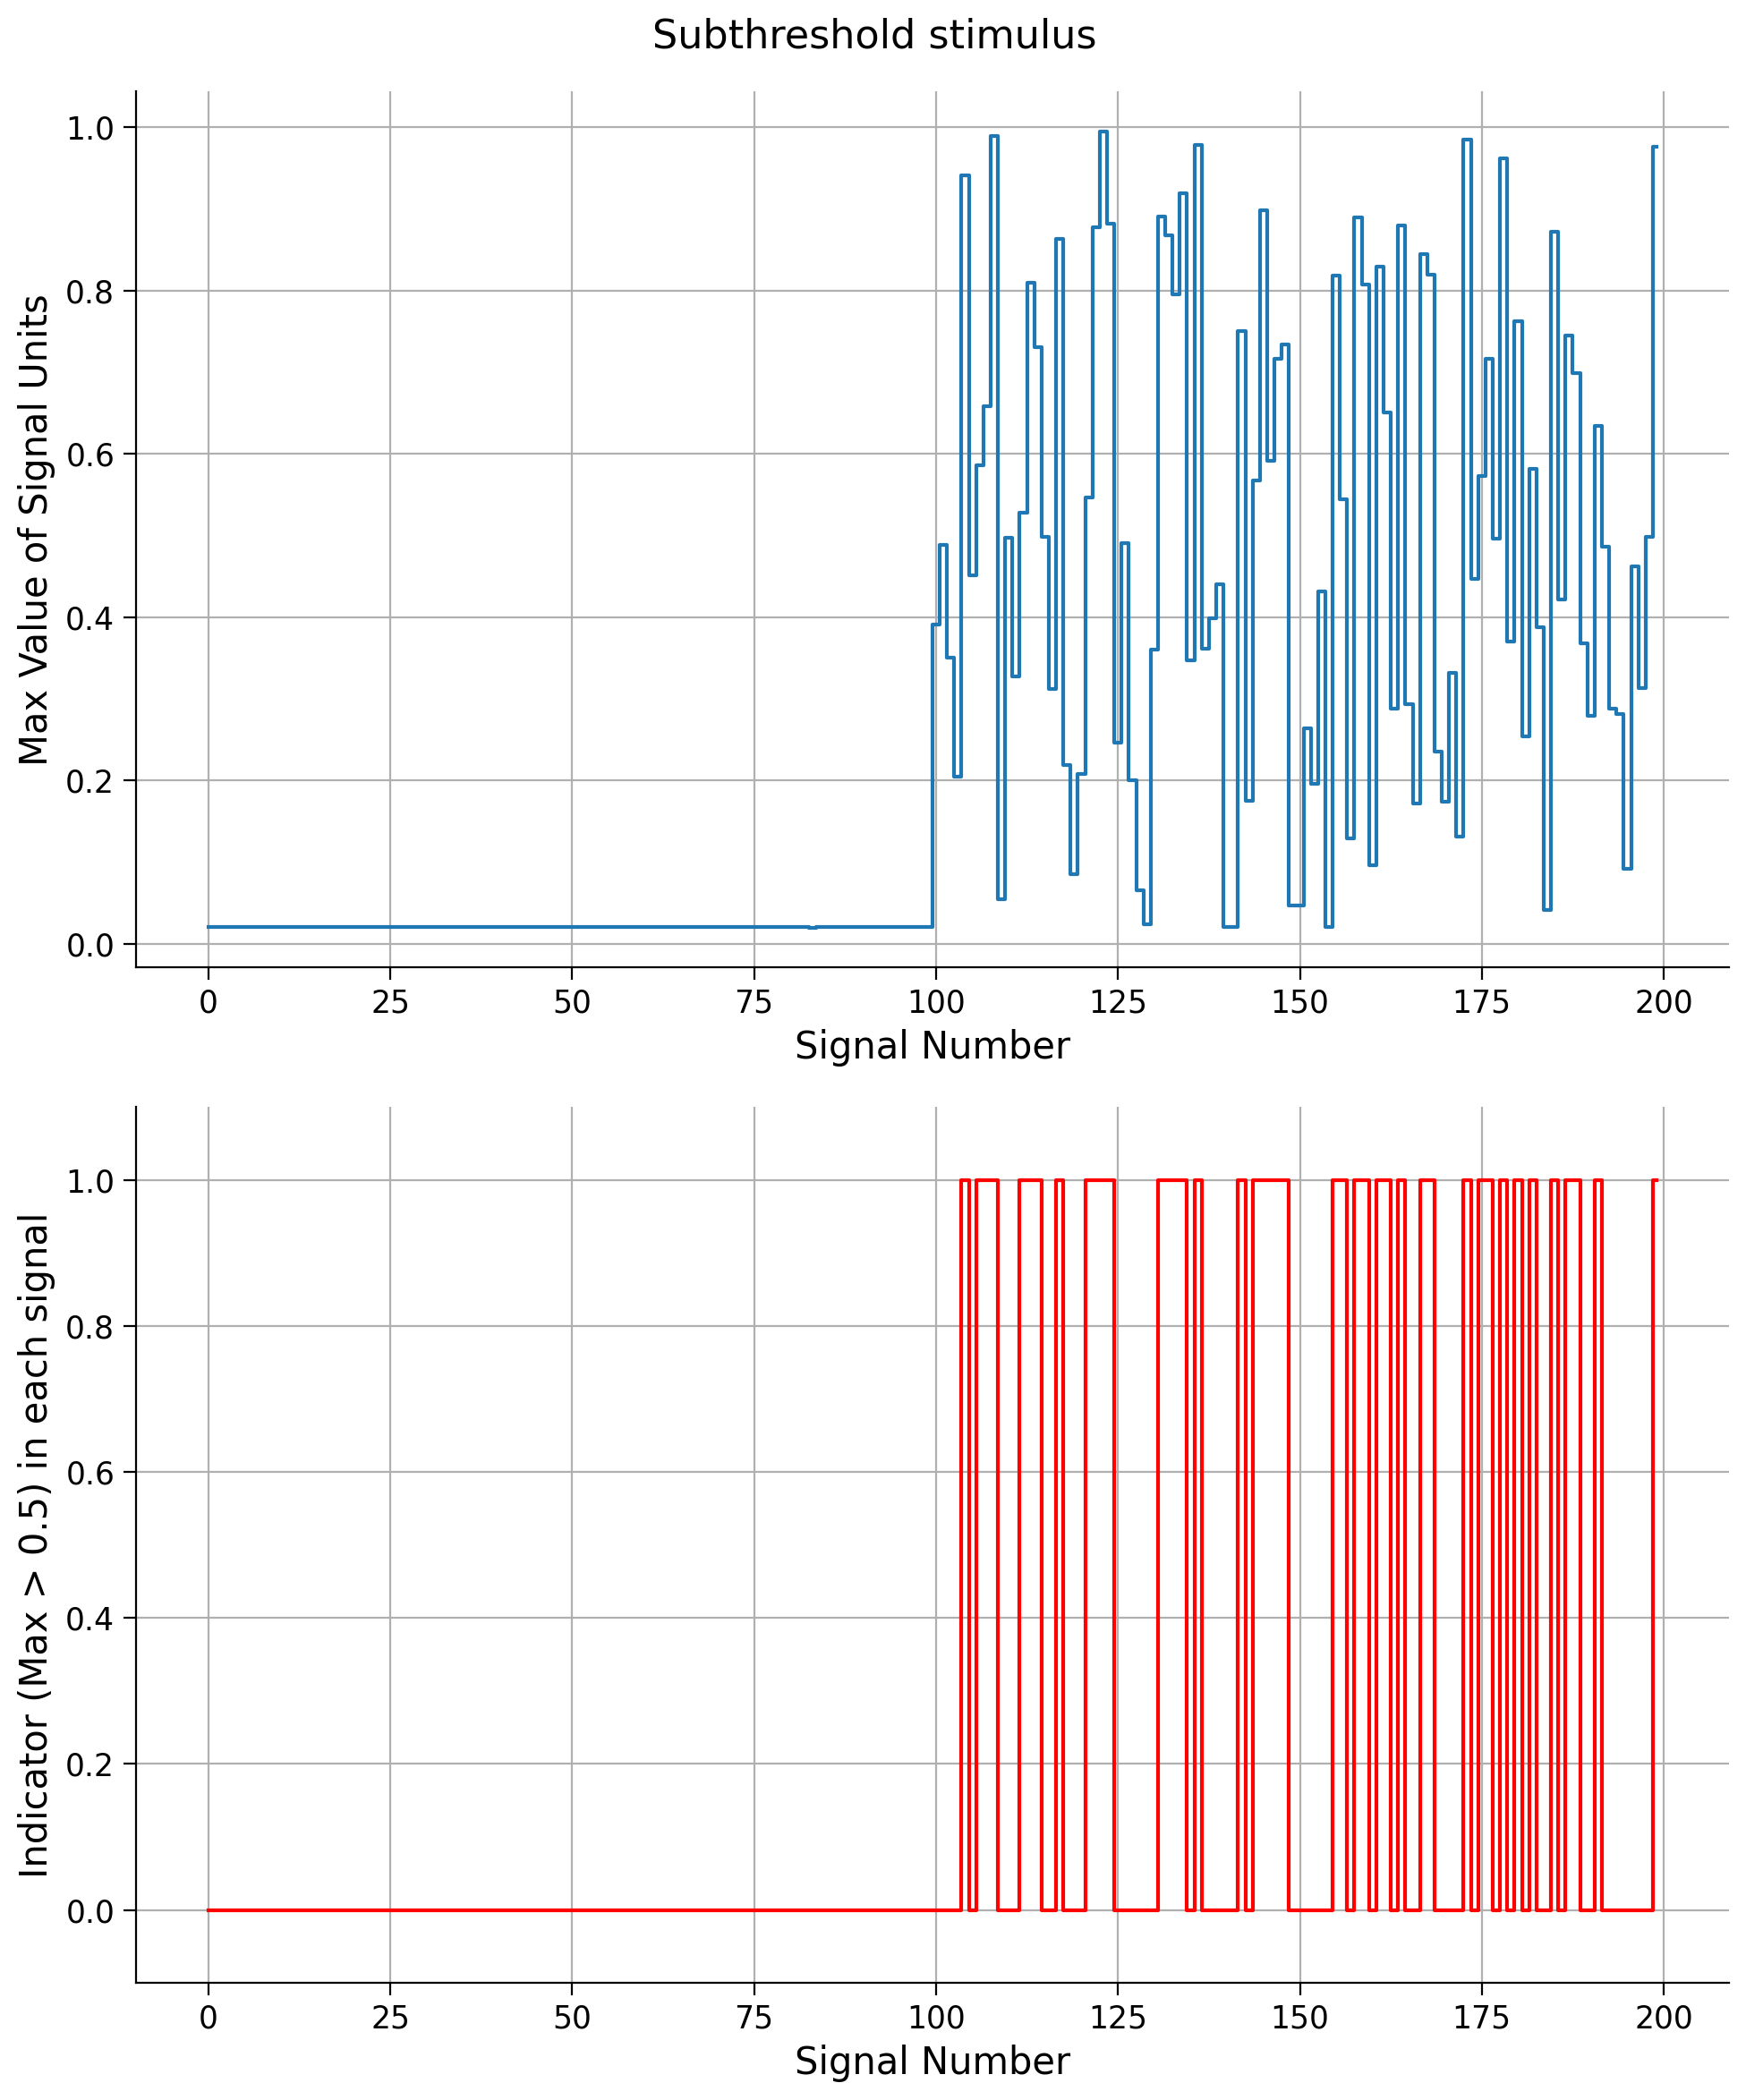 Subthreshold stimulus
Max Value of Signal Units
1.0
0.8
0.6
0.4
0.2
0.0
0 25 50 75 100 125 150 175 200
Signal Number
Indicator (Max > 0.5) in each signal
1.0
0.8
0.6
0.4
0.2
0.0
0 25 50 75 100 125 150 175 200
Signal Number